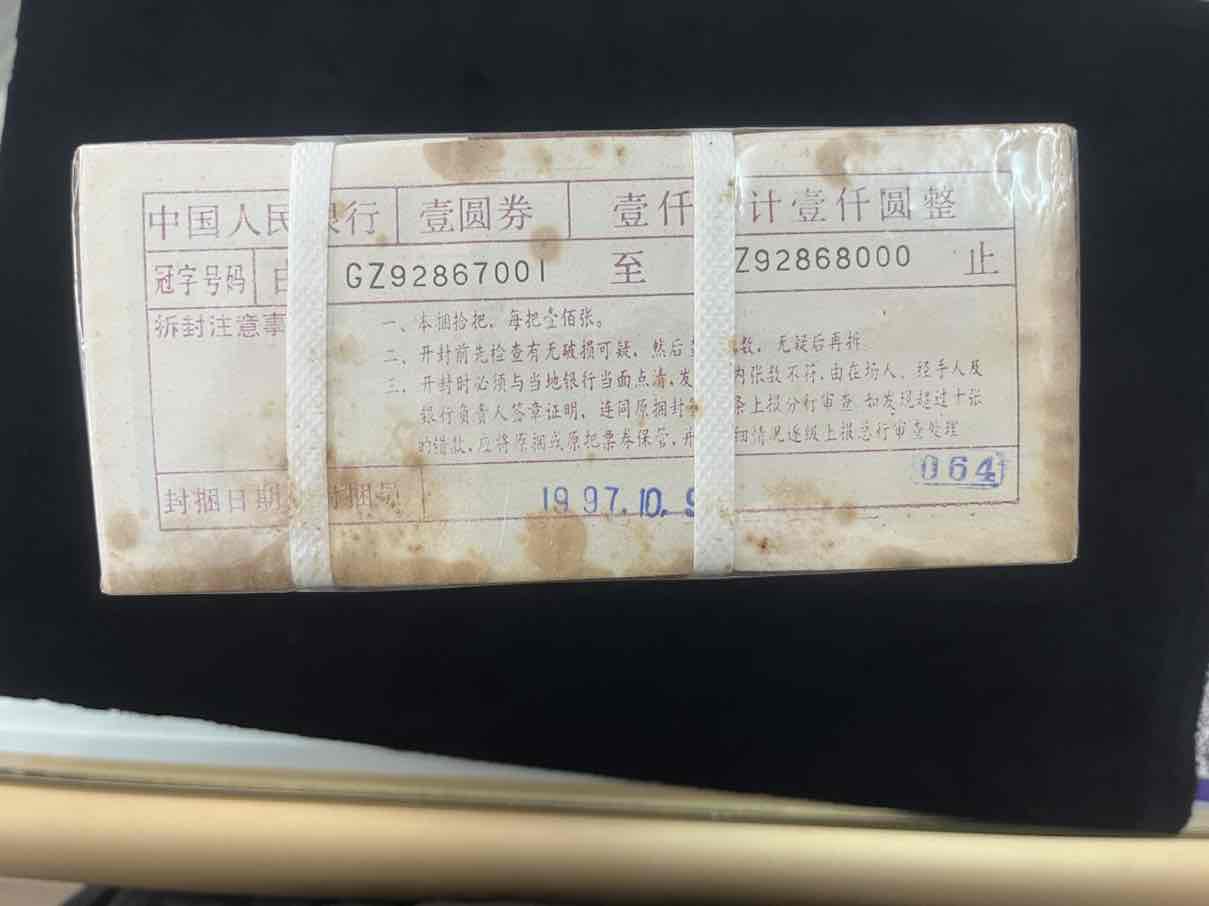 中国人民银行 壹圆券 壹仟 计壹仟圆整
冠字号码 GZ92867001 至 Z92868000 止
拆封注意事 一、本捆拾把、每把壹佰张。
二、开封前先检查有无破损可疑、然后 数、无疑后再拆
三、开封时必须与当地银行当面点清,发 内张数不符,由在场人、经手人及
银行负责人签章证明、连同原捆封 条上报分行审查 如发现超过十张
的错款,应将原捆或原把票券保管,并 细情况逐级上报总行审查处理
064
封捆日期 捆号 1997.10.9